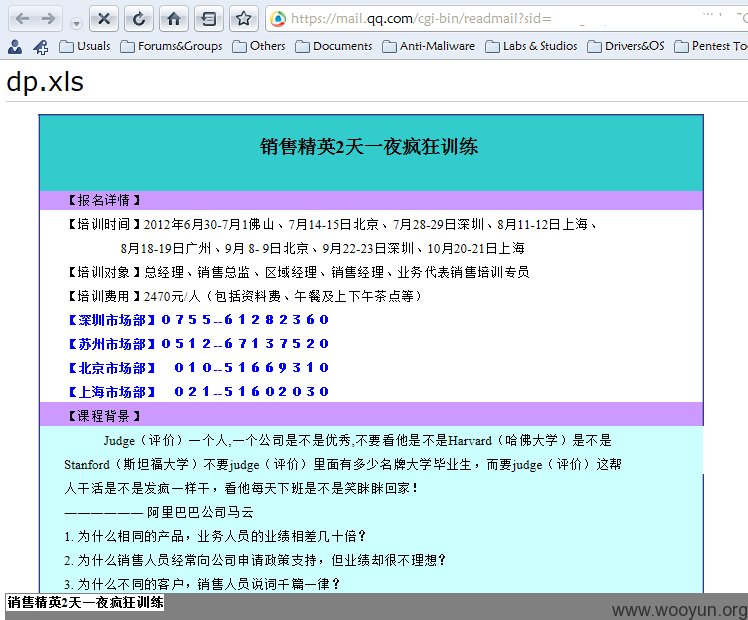 https://mail.qq.com/cgi-bin/readmail?sid=
Usuals Forums&Groups Others Documents Anti-Malware Labs & Studios Drivers&OS Pentest To
dp.xls
销售精英2天一夜疯狂训练
【报名详情】
【培训时间】2012年6月30-7月1佛山、7月14-15日北京、7月28-29日深圳、8月11-12日上海、
8月18-19日广州、9月 8- 9日北京、9月22-23日深圳、10月20-21日上海
【培训对象】总经理、销售总监、区域经理、销售经理、业务代表销售培训专员
【培训费用】2470元/人（包括资料费、午餐及上下午茶点等）
【深圳市场部】０７５５--６１２８２３６０
【苏州市场部】０５１２--６７１３７５２０
【北京市场部】 ０１０--５１６６９３１０
【上海市场部】 ０２１--５１６０２０３０
【课程背景】
Judge（评价）一个人,一个公司是不是优秀,不要看他是不是Harvard（哈佛大学）是不是
Stanford（斯坦福大学）不要judge（评价）里面有多少名牌大学毕业生，而要judge（评价）这帮
人干活是不是发疯一样干，看他每天下班是不是笑眯眯回家！
—————— 阿里巴巴公司马云
1. 为什么相同的产品，业务人员的业绩相差几十倍？
2. 为什么销售人员经常向公司申请政策支持，但业绩却很不理想？
3. 为什么不同的客户，销售人员说词千篇一律？
销售精英2天一夜疯狂训练
www.wooyun.org